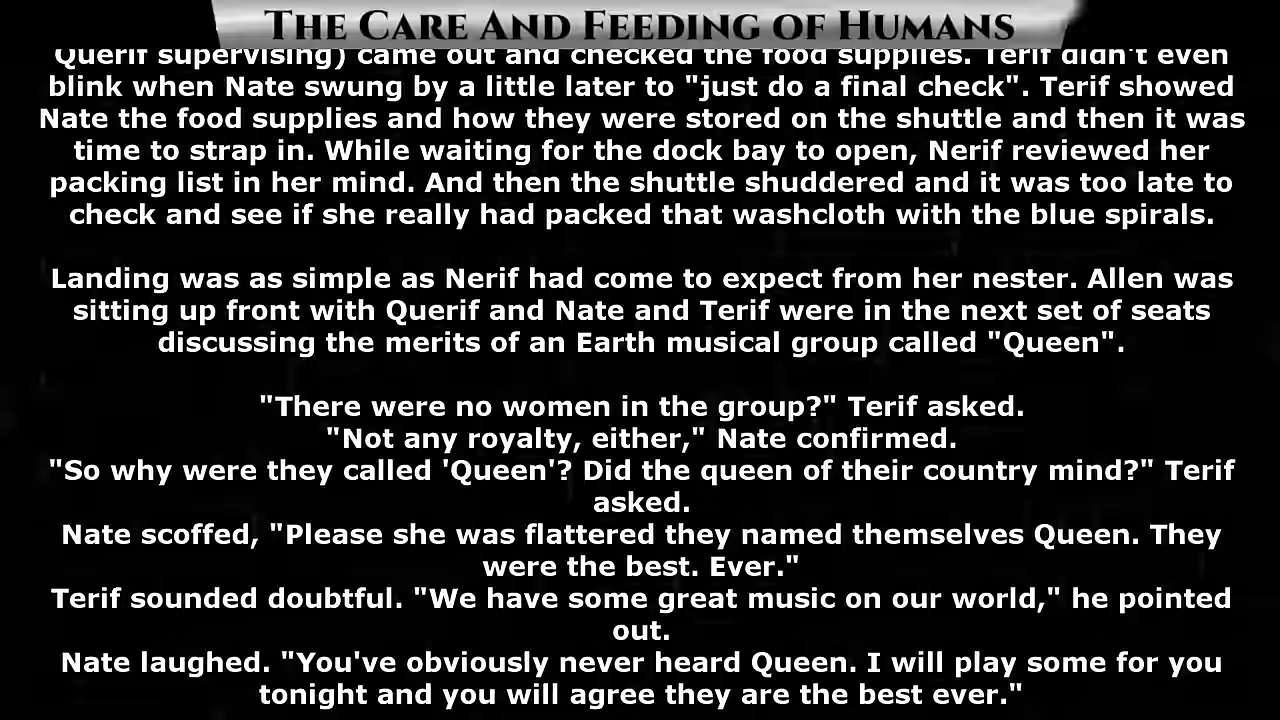 THE CARE AND FEEDING OF HUMANS
Querif supervising) came out and checked the food supplies. Terif didn't even
blink when Nate swung by a little later to "just do a final check". Terif showed
Nate the food supplies and how they were stored on the shuttle and then it was
time to strap in. While waiting for the dock bay to open, Nerif reviewed her
packing list in her mind. And then the shuttle shuddered and it was too late to
check and see if she really had packed that washcloth with the blue spirals.
Landing was as simple as Nerif had come to expect from her nester. Allen was
sitting up front with Querif and Nate and Terif were in the next set of seats
discussing the merits of an Earth musical group called "Queen".
"There were no women in the group?" Terif asked.
"Not any royalty, either," Nate confirmed.
"So why were they called 'Queen'? Did the queen of their country mind?" Terif
asked.
Nate scoffed, "Please she was flattered they named themselves Queen. They
were the best. Ever."
Terif sounded doubtful. "We have some great music on our world," he pointed
out.
Nate laughed. "You've obviously never heard Queen. I will play some for you
tonight and you will agree they are the best ever."